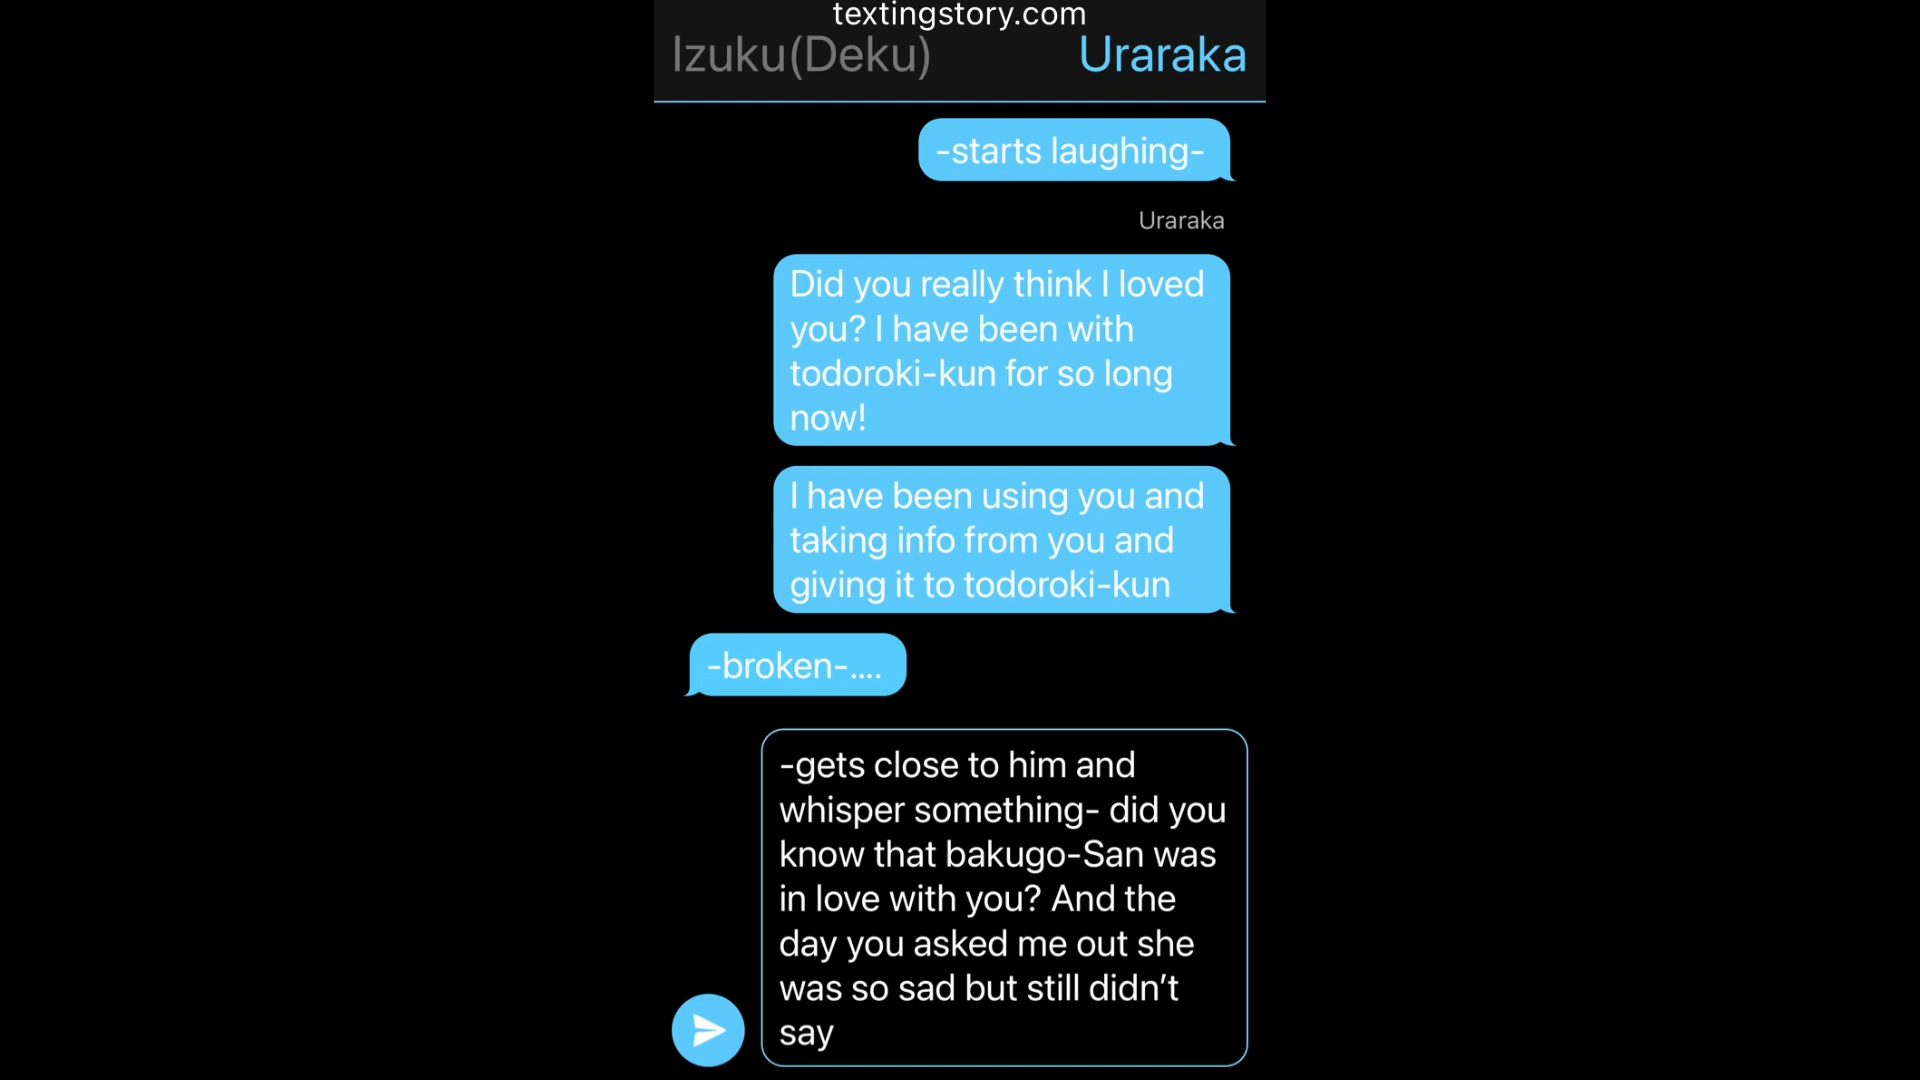 textingstory.com
Izuku(Deku) Uraraka
-starts laughing-
Uraraka
Did you really think I loved
you? I have been with
todoroki-kun for so long
now!
I have been using you and
taking info from you and
giving it to todoroki-kun
-broken-....
-gets close to him and
whisper something- did you
know that bakugo-San was
in love with you? And the
day you asked me out she
was so sad but still didn’t
say